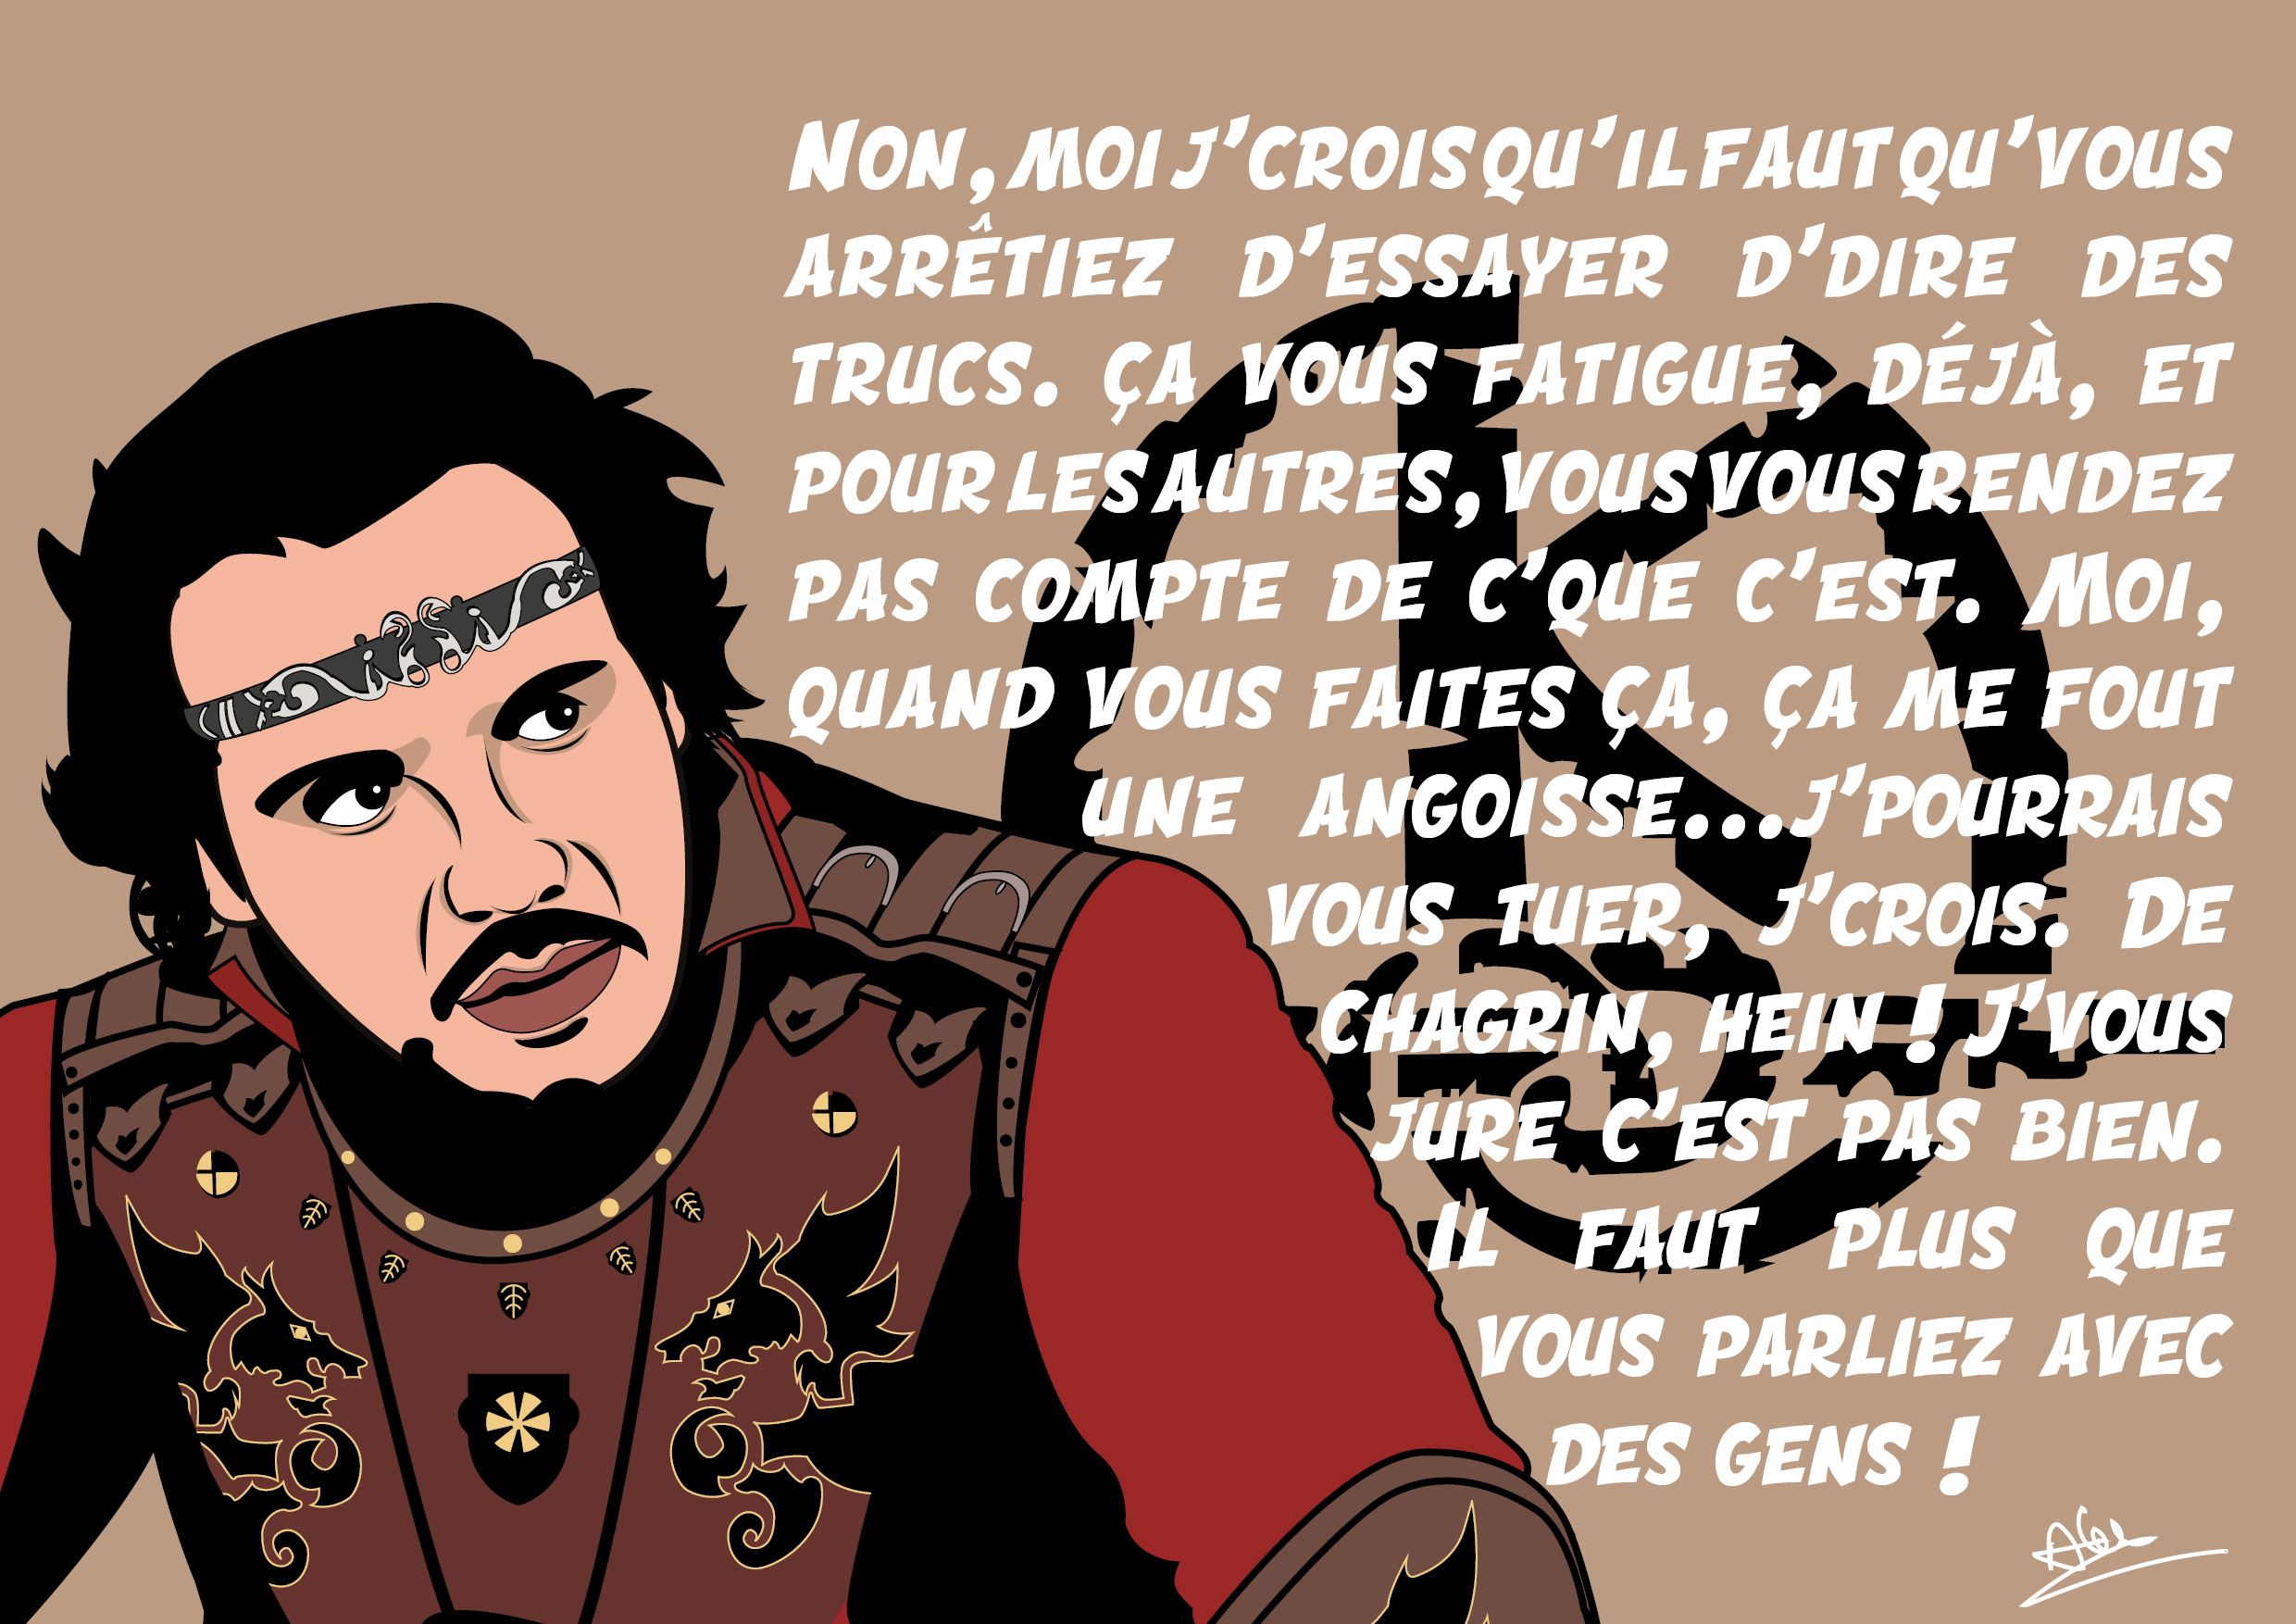 Non, moi j'crois qu'il faut qu'vous
arrêtiez d'essayer d'dire des
trucs. Ça vous fatigue, déjà, et
pour les autres, vous vous rendez
pas compte de c'que c'est. Moi,
quand vous faites ça, ça me fout
une angoisse...j'pourrais
vous tuer, j'crois. De
chagrin, hein ! J'vous
jure c'est pas bien.
Il faut plus que
vous parliez avec
des gens !